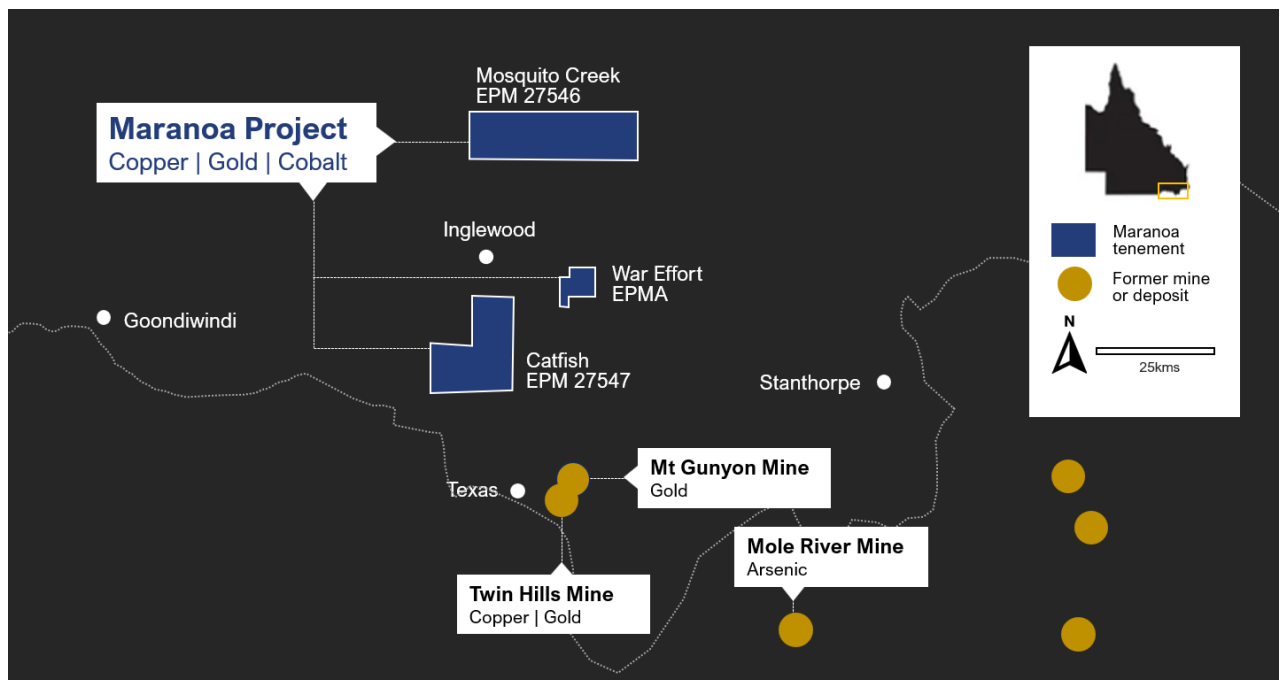 Mosquito Creek
EPM 27546
Maranoa Project
Copper | Gold | Cobalt
Inglewood
War Effort
EPMA
Goondiwindi
Catfish
EPM 27547
Stanthorpe
Texas
Mt Gunyon Mine
Gold
Mole River Mine
Arsenic
Twin Hills Mine
Copper | Gold
Maranoa
tenement
Former mine
or deposit
N
25kms